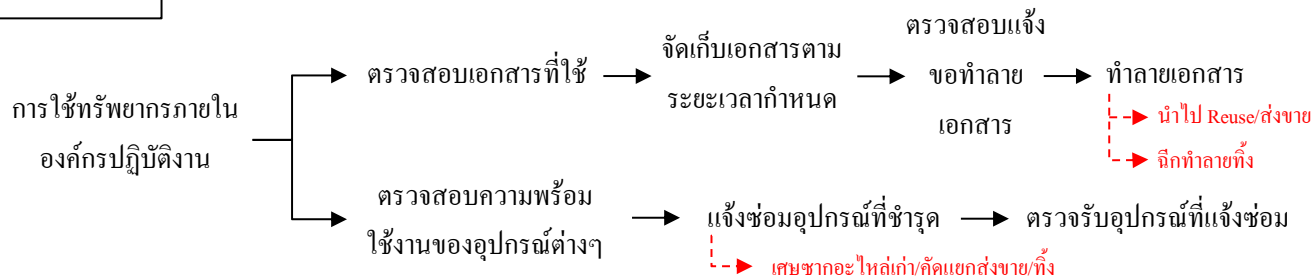 การใช้ทรัพยากรภายใน
องค์กรปฏิบัติงาน
ตรวจสอบเอกสารที่ใช้
จัดเก็บเอกสารตาม
ระยะเวลากำหนด
ตรวจสอบแจ้ง
ขอทำลาย
เอกสาร
ทำลายเอกสาร
นำไป Reuse/ส่งขาย
ฉีกทำลายทิ้ง
ตรวจสอบความพร้อม
ใช้งานของอุปกรณ์ต่างๆ
แจ้งซ่อมอุปกรณ์ที่ชำรุด
ตรวจรับอุปกรณ์ที่แจ้งซ่อม
เศษซากอะไหล่เก่า/คัดแยกส่งขาย/ทิ้ง